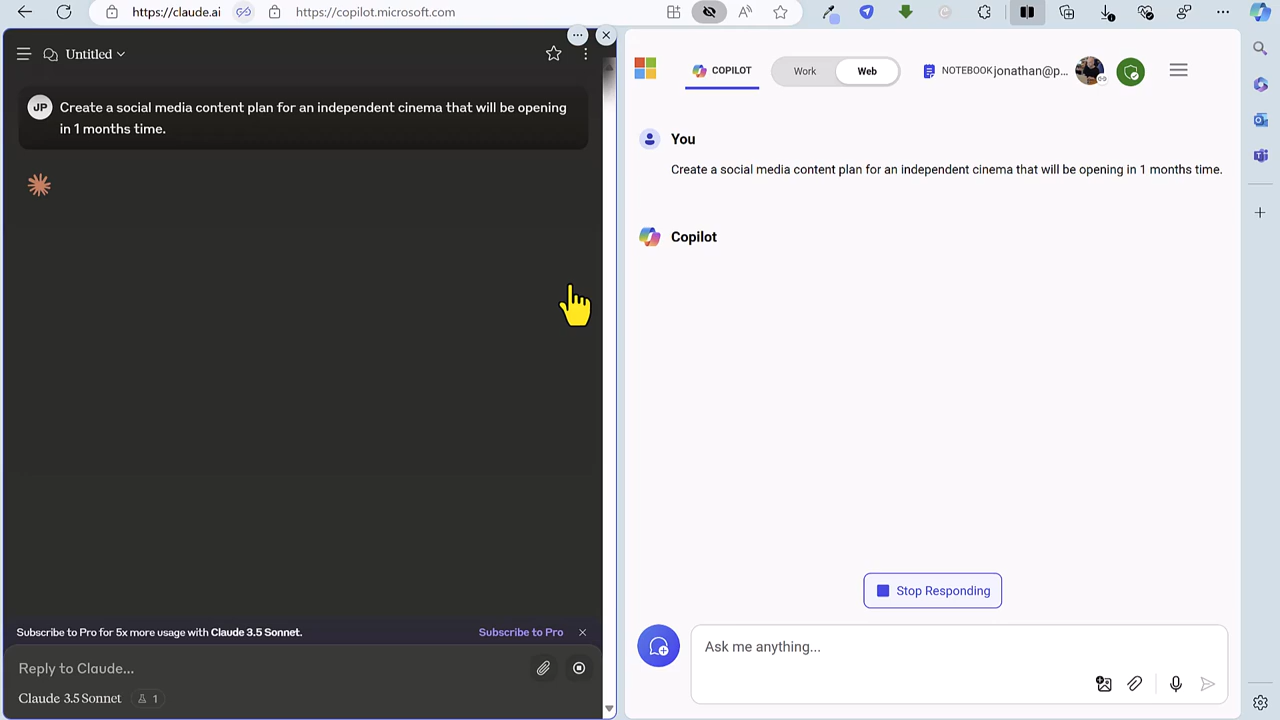 https://claude.ai
https://copilot.microsoft.com
Untitled
JP
Create a social media content plan for an independent cinema that will be opening
in 1 months time.
Subscribe to Pro for 5x more usage with Claude 3.5 Sonnet.
Subscribe to Pro
Reply to Claude...
Claude 3.5 Sonnet
1
COPILOT
Work
Web
NOTEBOOK
jonathan@p...
You
Create a social media content plan for an independent cinema that will be opening in 1 months time.
Copilot
Stop Responding
Ask me anything...